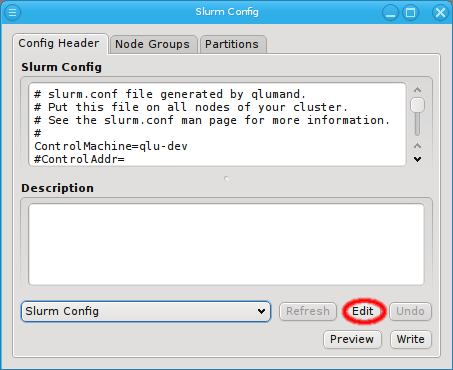 Slurm Config
Config Header Node Groups Partitions
Slurm Config
# slurm.conf file generated by qlumand.
# Put this file on all nodes of your cluster.
# See the slurm.conf man page for more information.
#
ControlMachine=qlu-dev
#ControlAddr=
Description
Slurm Config Refresh Edit Undo
Preview Write